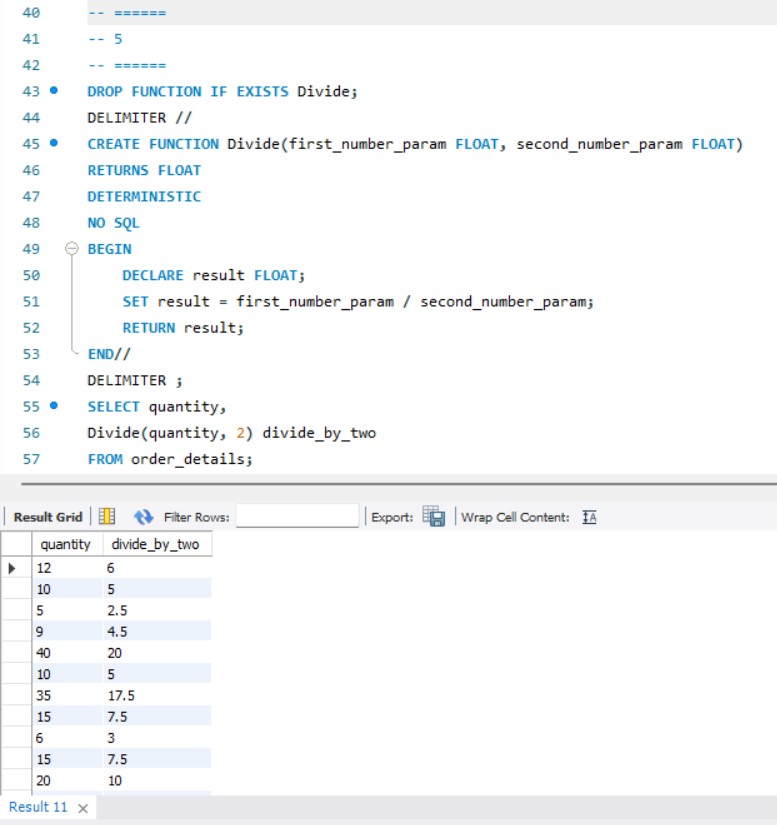 40 -- ======
41 -- 5
42 -- ======
43 DROP FUNCTION IF EXISTS Divide;
44 DELIMITER //
45 CREATE FUNCTION Divide(first_number_param FLOAT, second_number_param FLOAT)
46 RETURNS FLOAT
47 DETERMINISTIC
48 NO SQL
49 BEGIN
50 DECLARE result FLOAT;
51 SET result = first_number_param / second_number_param;
52 RETURN result;
53 END//
54 DELIMITER ;
55 SELECT quantity,
56 Divide(quantity, 2) divide_by_two
57 FROM order_details;
Result Grid Filter Rows: Export: Wrap Cell Content: IA
quantity divide_by_two
12 6
10 5
5 2.5
9 4.5
40 20
10 5
35 17.5
15 7.5
6 3
15 7.5
20 10
Result 11 ×